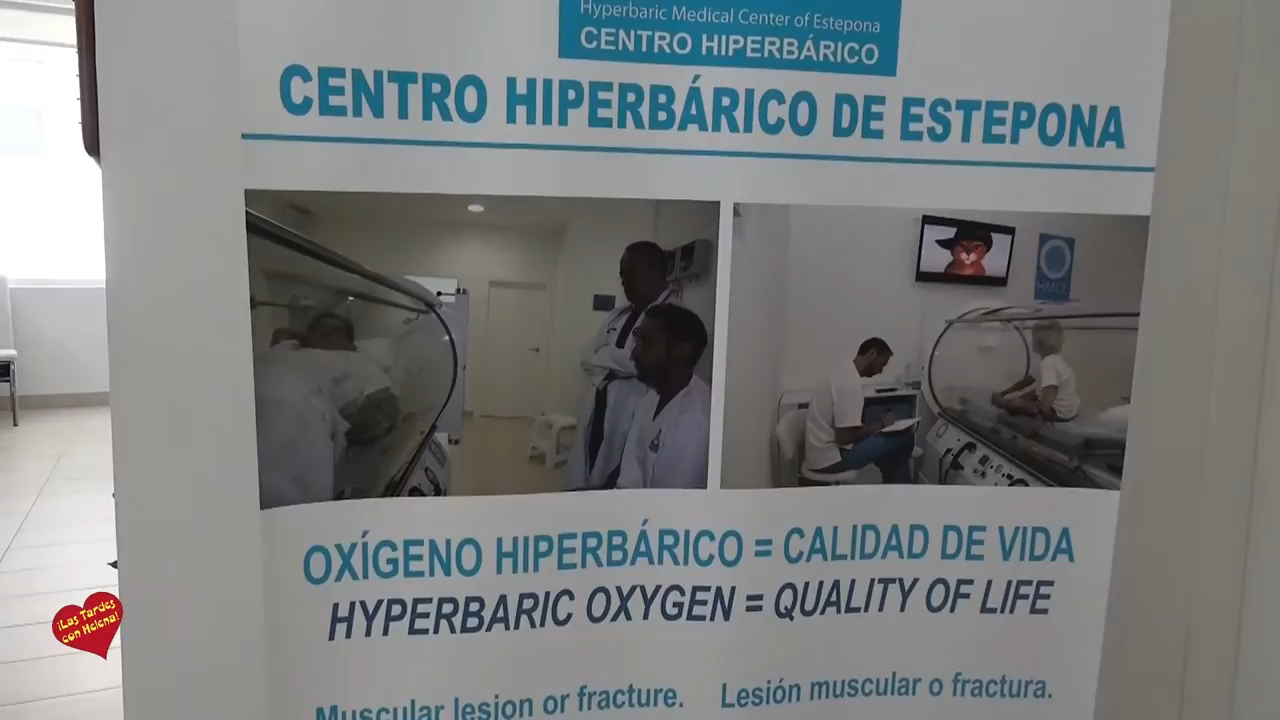 Hyperbaric Medical Center of Estepona
CENTRO HIPERBÁRICO
CENTRO HIPERBÁRICO DE ESTEPONA
HMCE
OXÍGENO HIPERBÁRICO = CALIDAD DE VIDA
HYPERBARIC OXYGEN = QUALITY OF LIFE
Muscular lesion or fracture. Lesión muscular o fractura.
¡Las Tardes
con Helena!